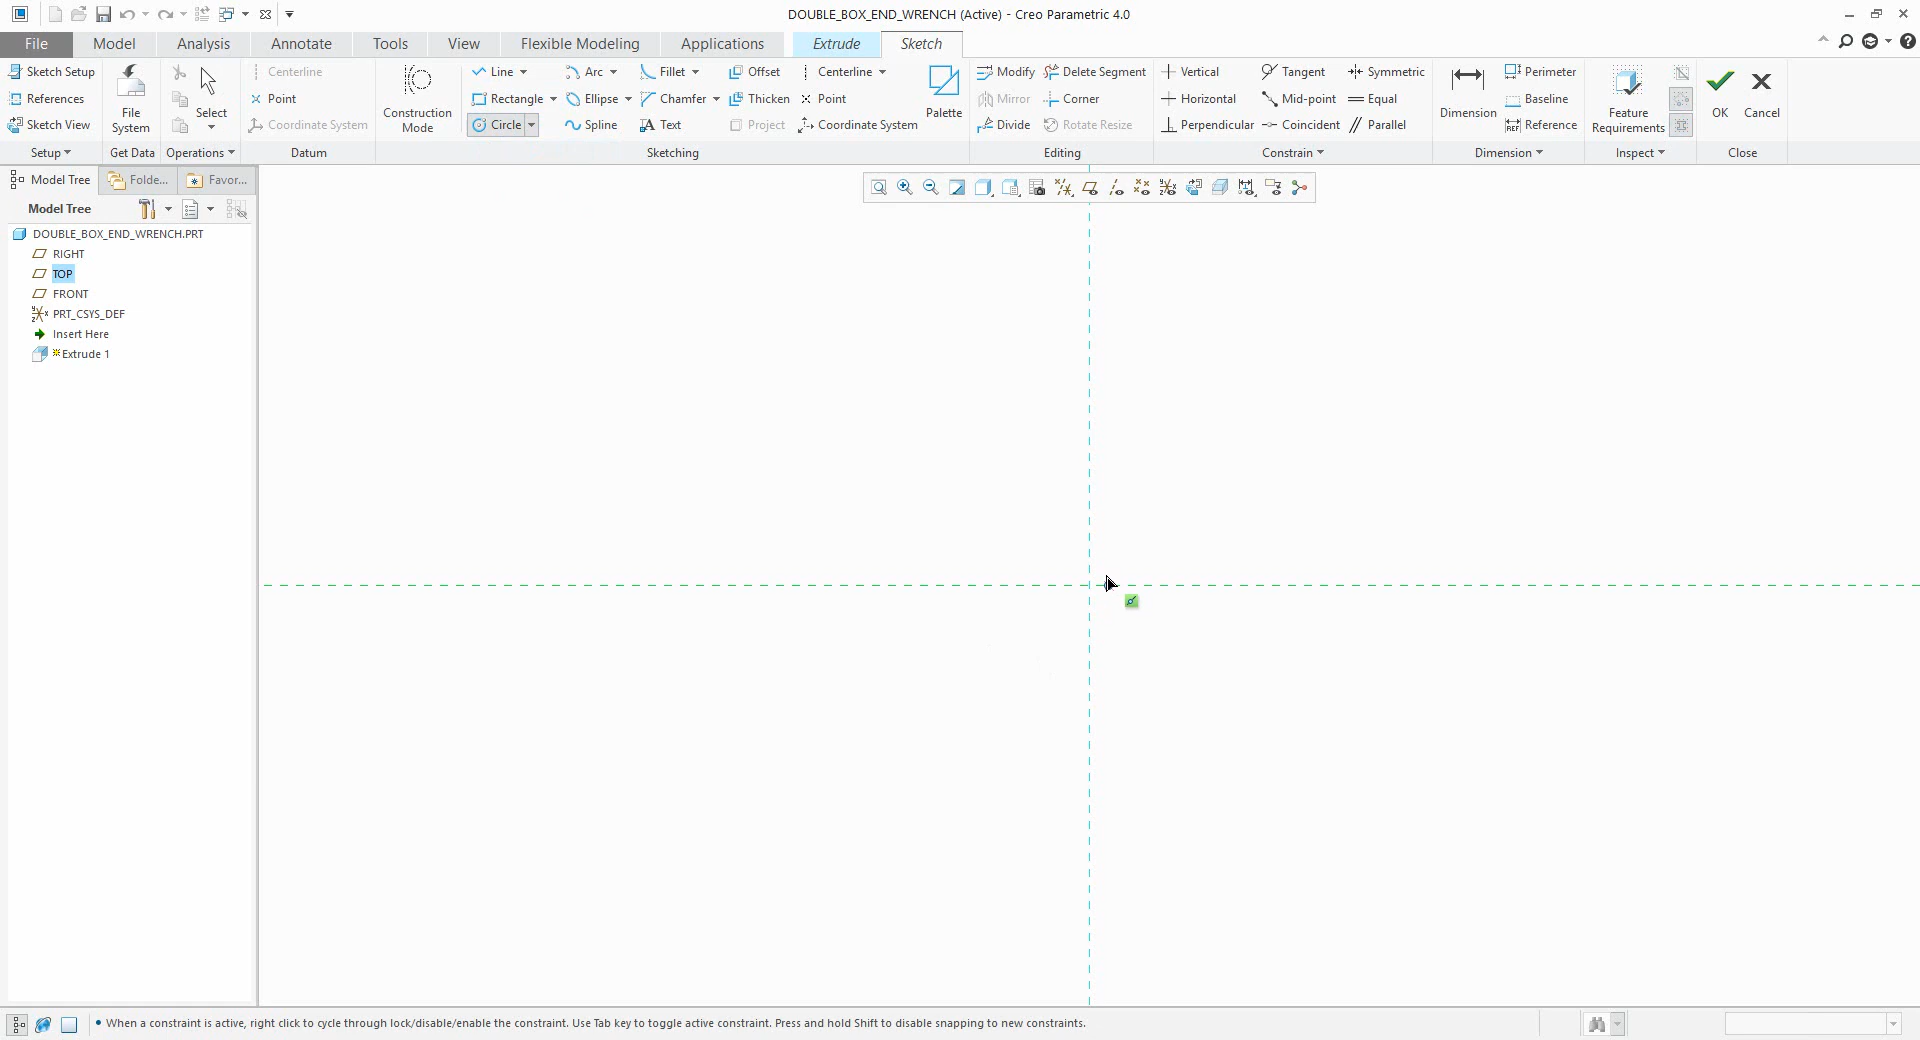 DOUBLE_BOX_END_WRENCH (Active) - Creo Parametric 4.0
File Model Analysis Annotate Tools View Flexible Modeling Applications Extrude Sketch
Sketch Setup
References
Sketch View
Setup
File System
Get Data
Select
Operations
Centerline
Point
Coordinate System
Datum
Construction Mode
Line Arc Fillet Offset Centerline
Rectangle Ellipse Chamfer Thicken Point
Circle Spline Text Project Coordinate System
Palette
Sketching
Modify Delete Segment
Mirror Corner
Divide Rotate Resize
Editing
Vertical Tangent Symmetric
Horizontal Mid-point Equal
Perpendicular Coincident Parallel
Constrain
Dimension
Perimeter
Baseline
REF Reference
Dimension
Feature Requirements
Inspect
OK Cancel
Close
Model Tree Folde... Favor...
Model Tree
DOUBLE_BOX_END_WRENCH.PRT
RIGHT
TOP
FRONT
PRT_CSYS_DEF
Insert Here
Extrude 1
• When a constraint is active, right click to cycle through lock/disable/enable the constraint. Use Tab key to toggle active constraint. Press and hold Shift to disable snapping to new constraints.